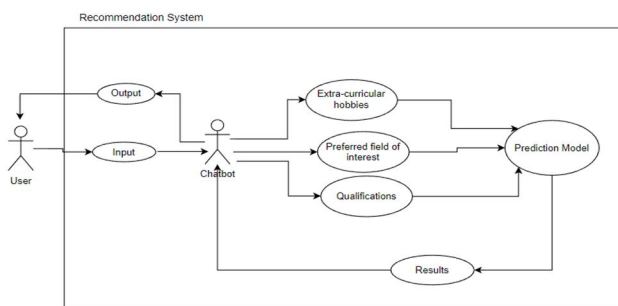 Recommendation System
Output
Extra-curricular
hobbies
Input
Preferred field of
interest
Prediction Model
User
Chatbot
Qualifications
Results